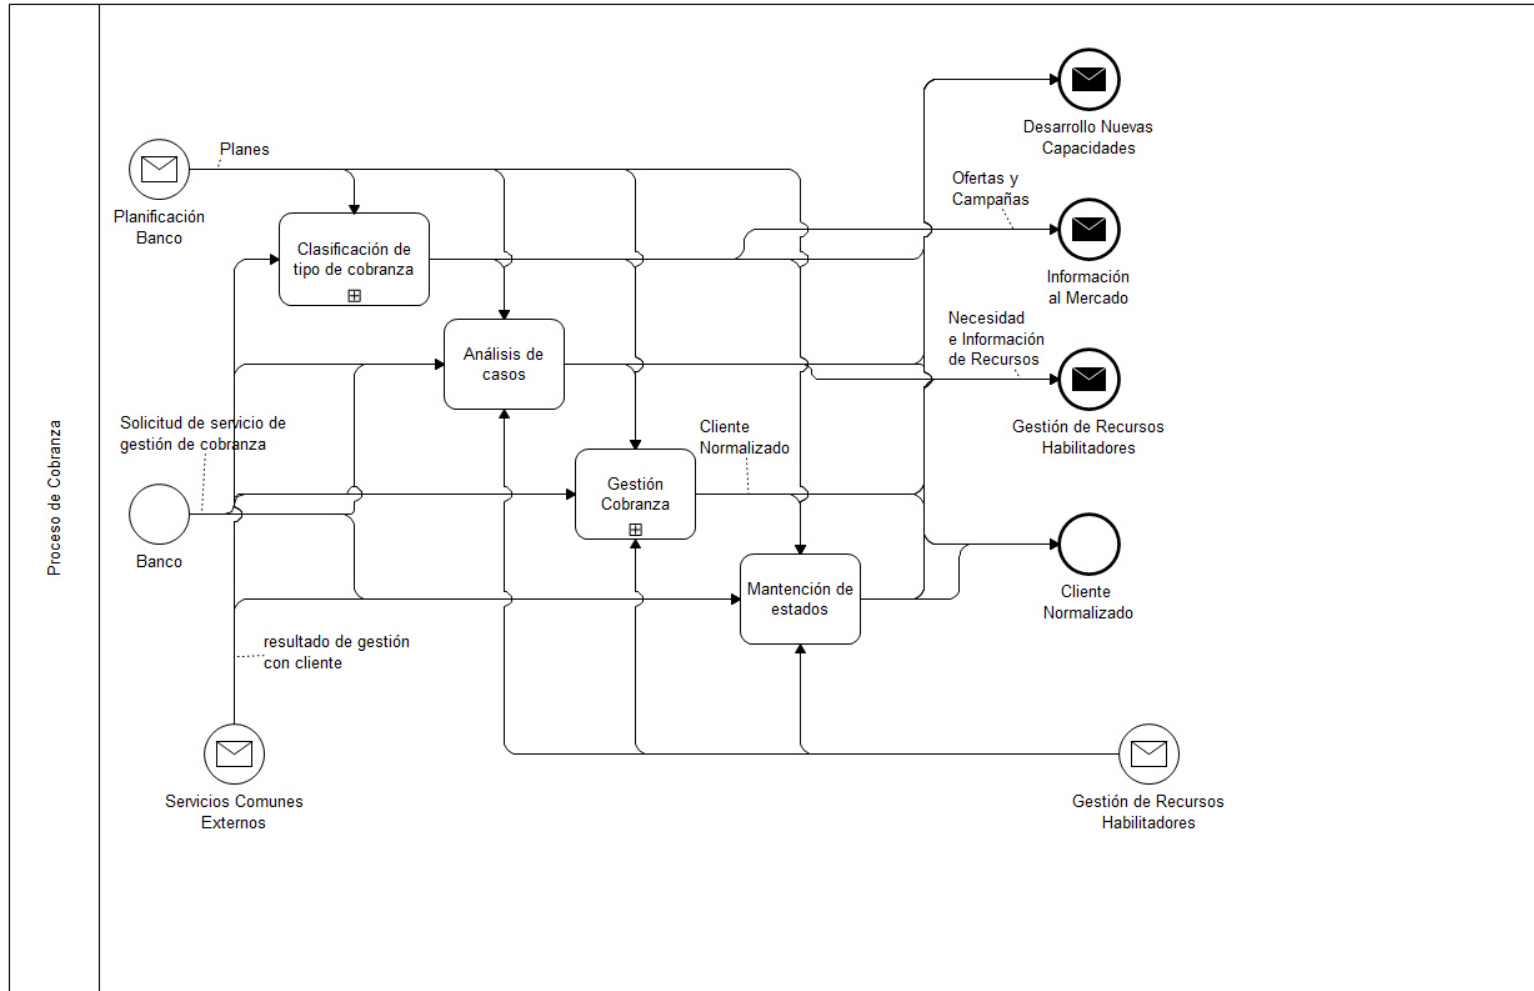 Proceso de Cobranza
Planes
Planificación
Banco
Clasificación de
tipo de cobranza
Desarrollo Nuevas
Capacidades
Ofertas y
Campañas
Información
al Mercado
Necesidad
e Información
de Recursos
Gestión de Recursos
Habilitadores
Análisis de
casos
Solicitud de servicio de
gestión de cobranza
Banco
Cliente
Normalizado
Gestión
Cobranza
Mantención de
estados
Cliente
Normalizado
resultado de gestión
con cliente
Servicios Comunes
Externos
Gestión de Recursos
Habilitadores